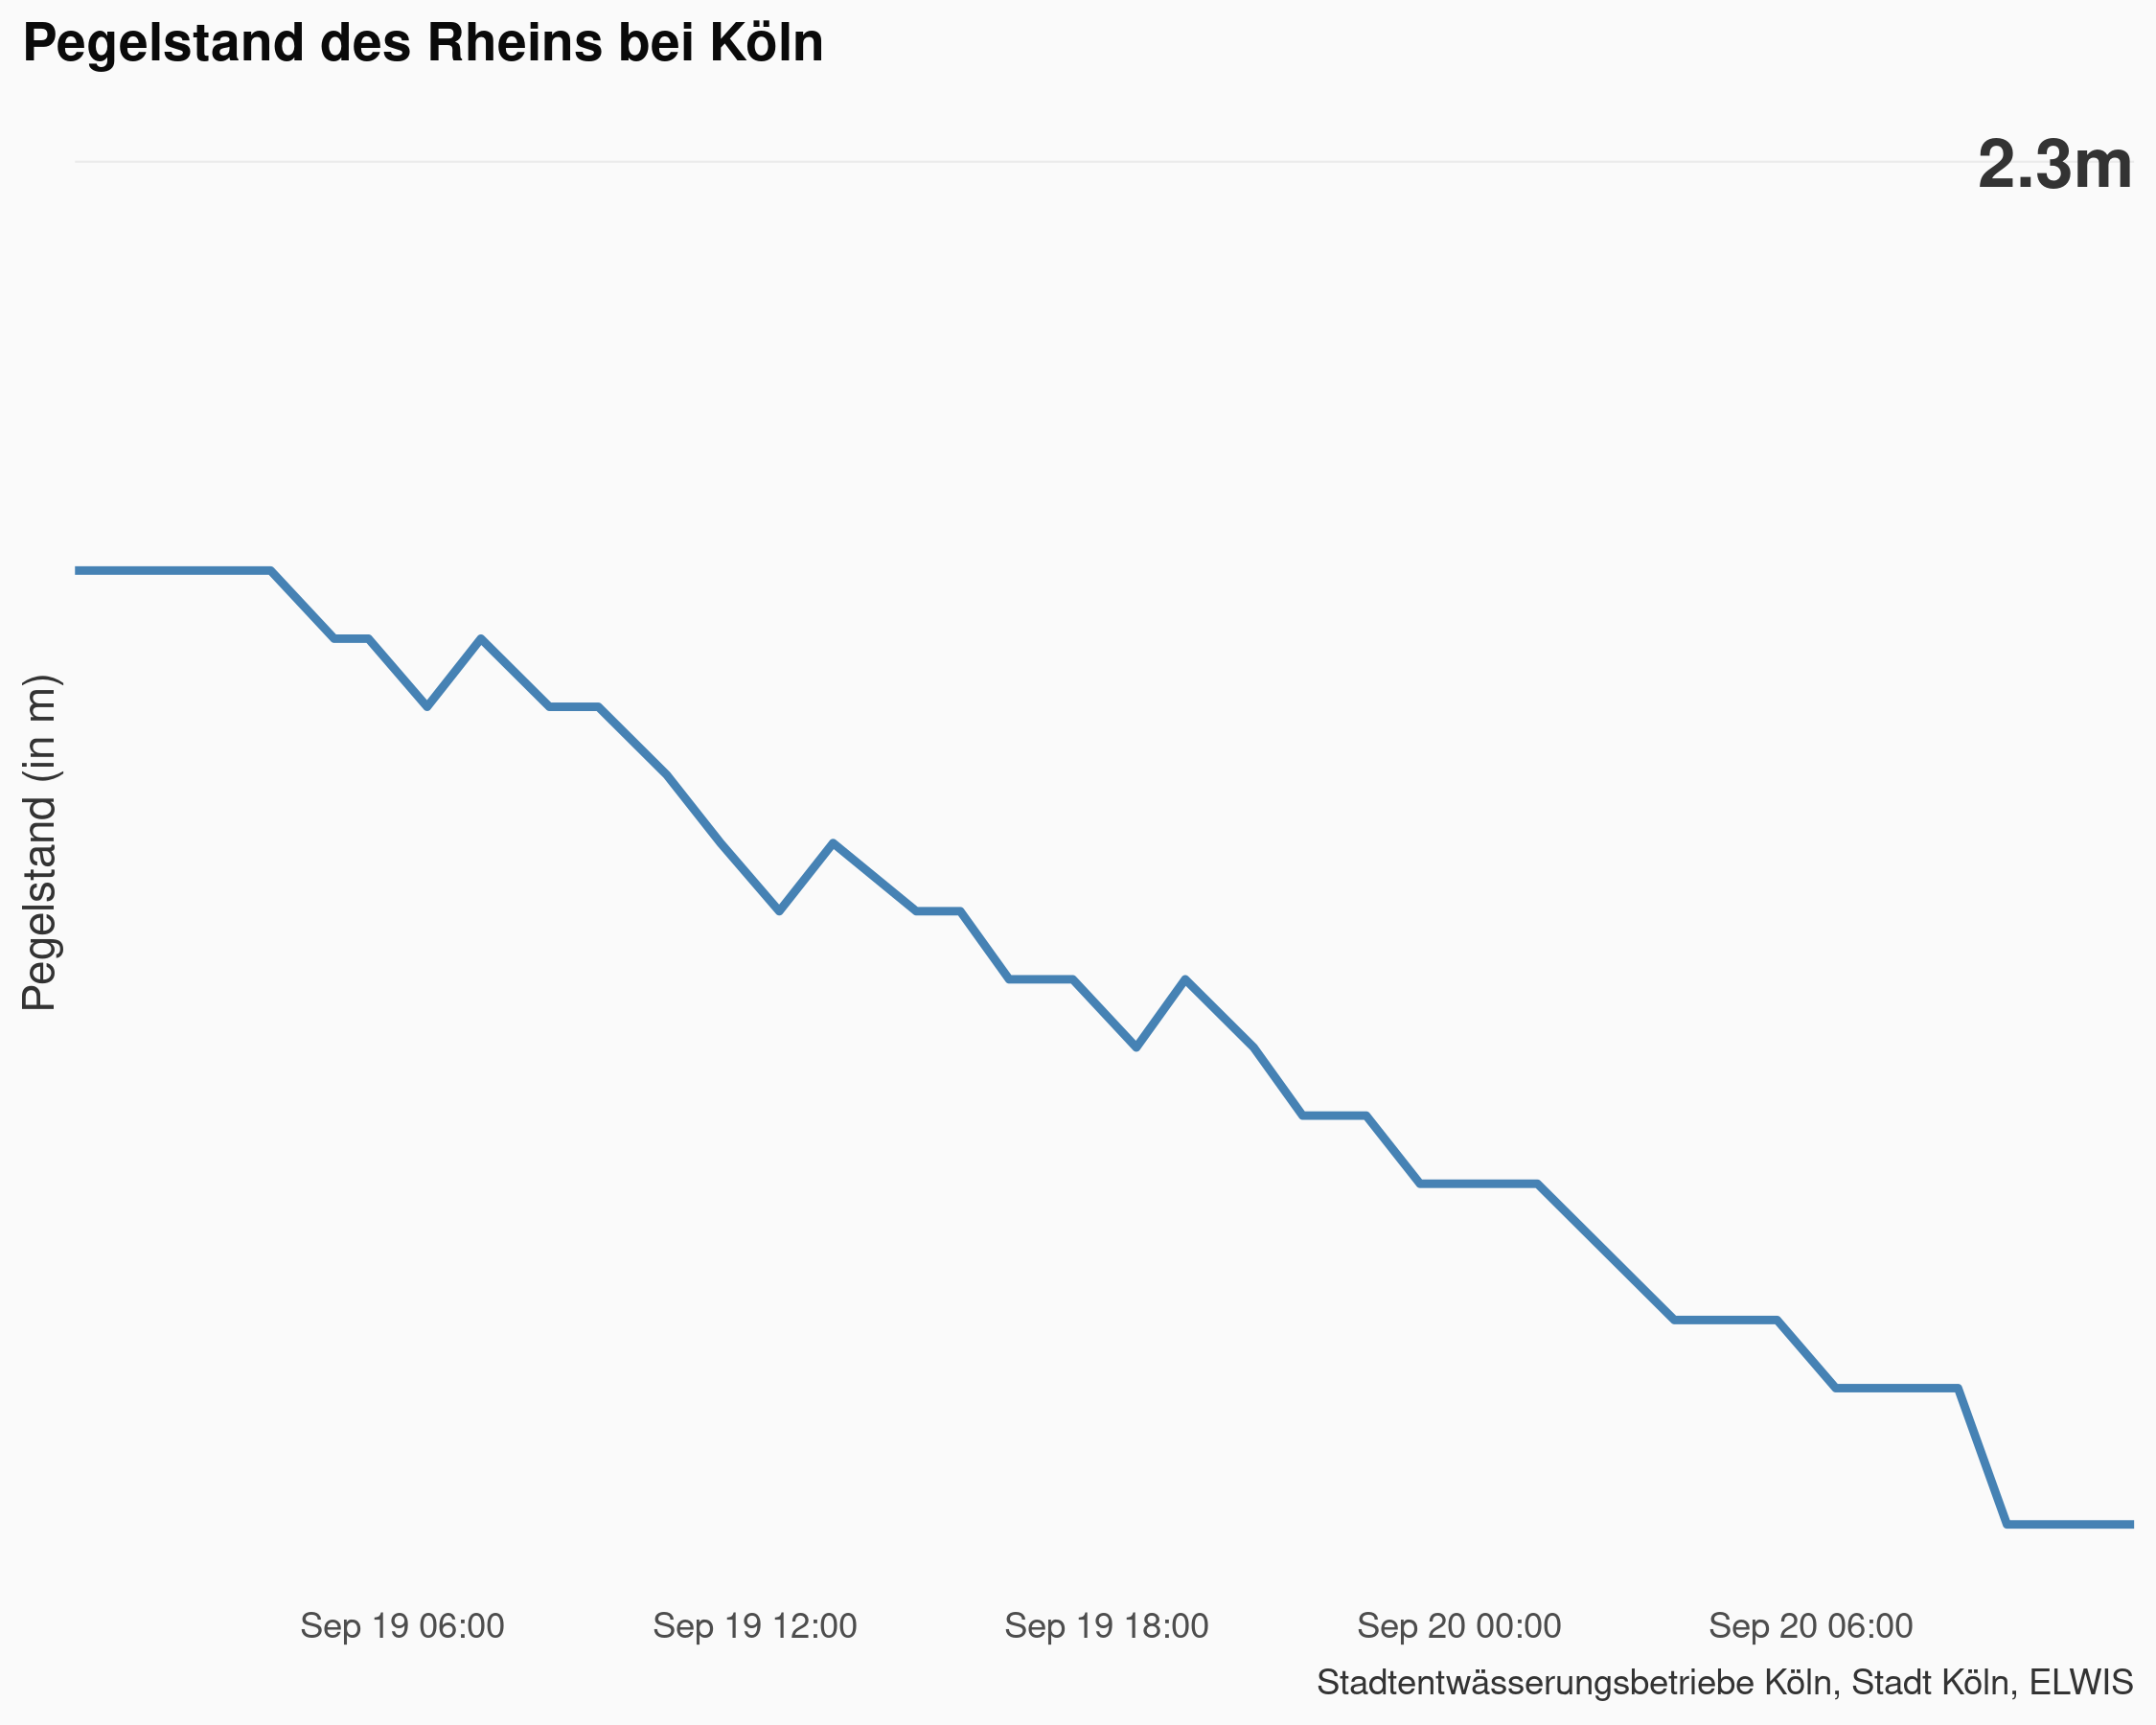 Pegelstand des Rheins bei Köln
2.3m
Pegelstand (in m)
Sep 19 06:00
Sep 19 12:00
Sep 19 18:00
Sep 20 00:00
Sep 20 06:00
Stadtentwässerungsbetriebe Köln, Stadt Köln, ELWIS